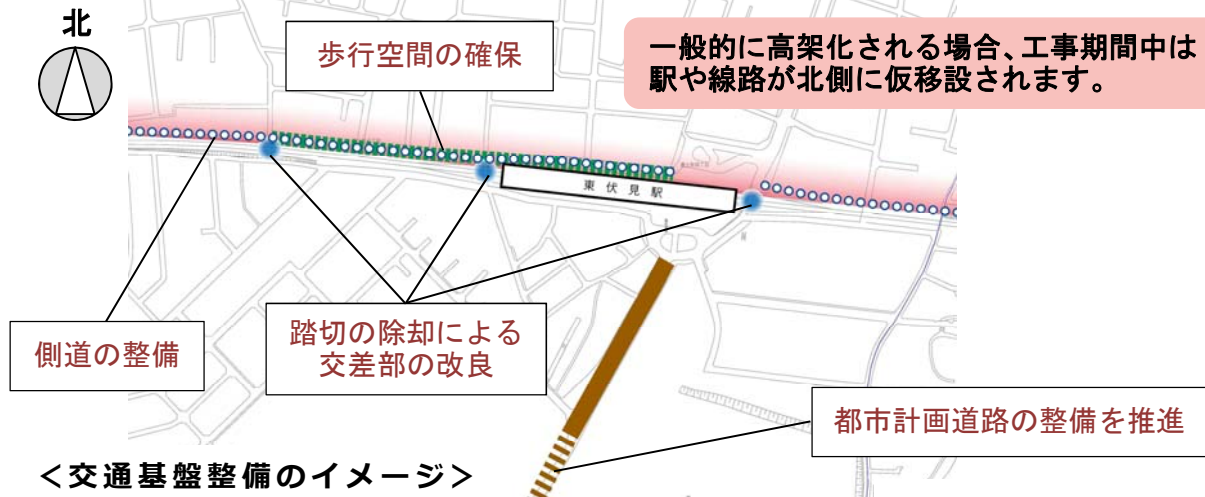 北
歩行空間の確保
一般的に高架化される場合、工事期間中は
駅や線路が北側に仮移設されます。
東伏見駅
側道の整備
踏切の除却による
交差部の改良
都市計画道路の整備を推進
＜交通基盤整備のイメージ＞